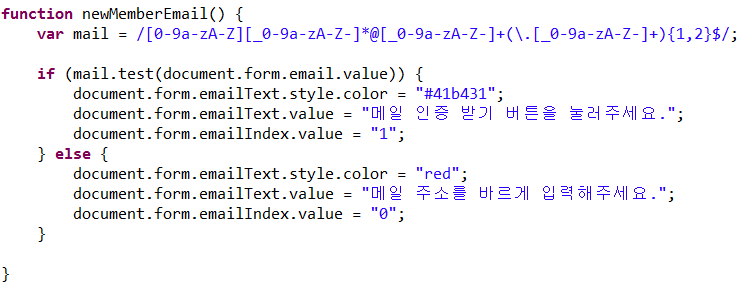 function newMemberEmail() {
var mail = /[0-9a-zA-Z][_0-9a-zA-Z-]*@[_0-9a-zA-Z-]+(\.[_0-9a-zA-Z-]+){1,2}$/;
if (mail.test(document.form.email.value)) {
document.form.emailText.style.color = "#41b431";
document.form.emailText.value = "메일 인증 받기 버튼을 눌러주세요.";
document.form.emailIndex.value = "1";
} else {
document.form.emailText.style.color = "red";
document.form.emailText.value = "메일 주소를 바르게 입력해주세요.";
document.form.emailIndex.value = "0";
}
}